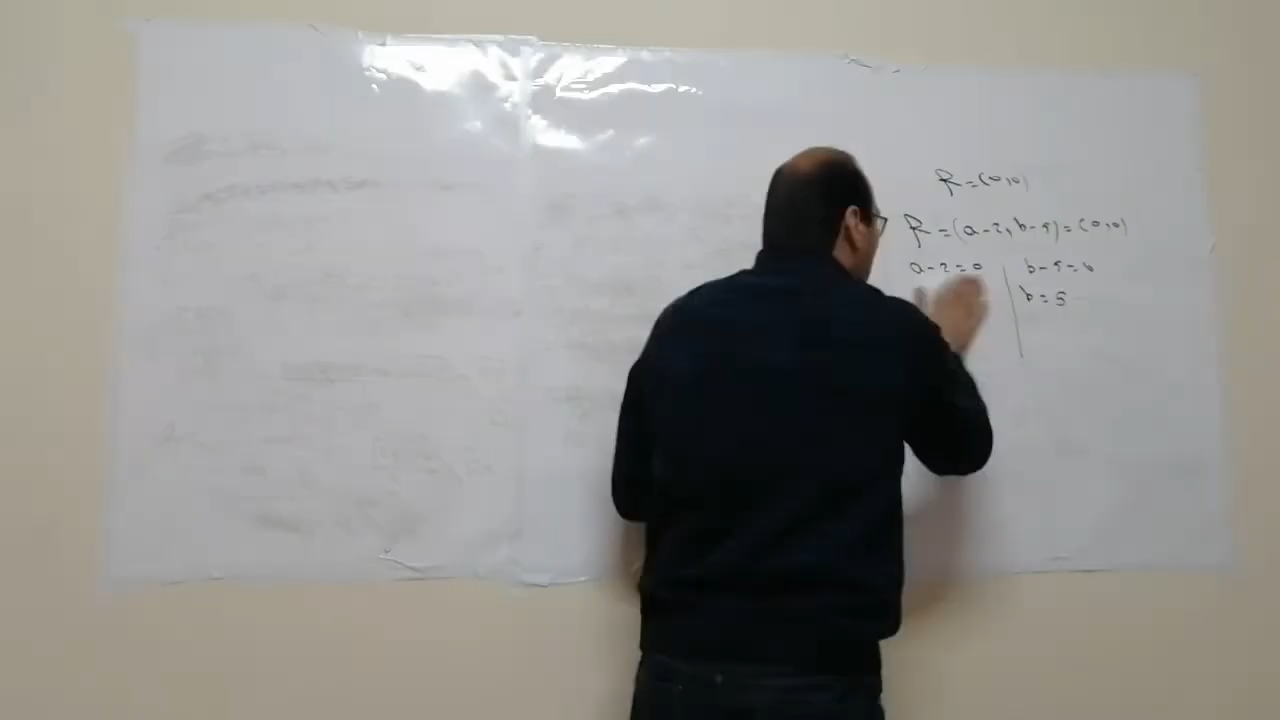 R=(0,0)
R=(a-2,b-5)=(0,0)
a-2=0 b-5=0
b=5